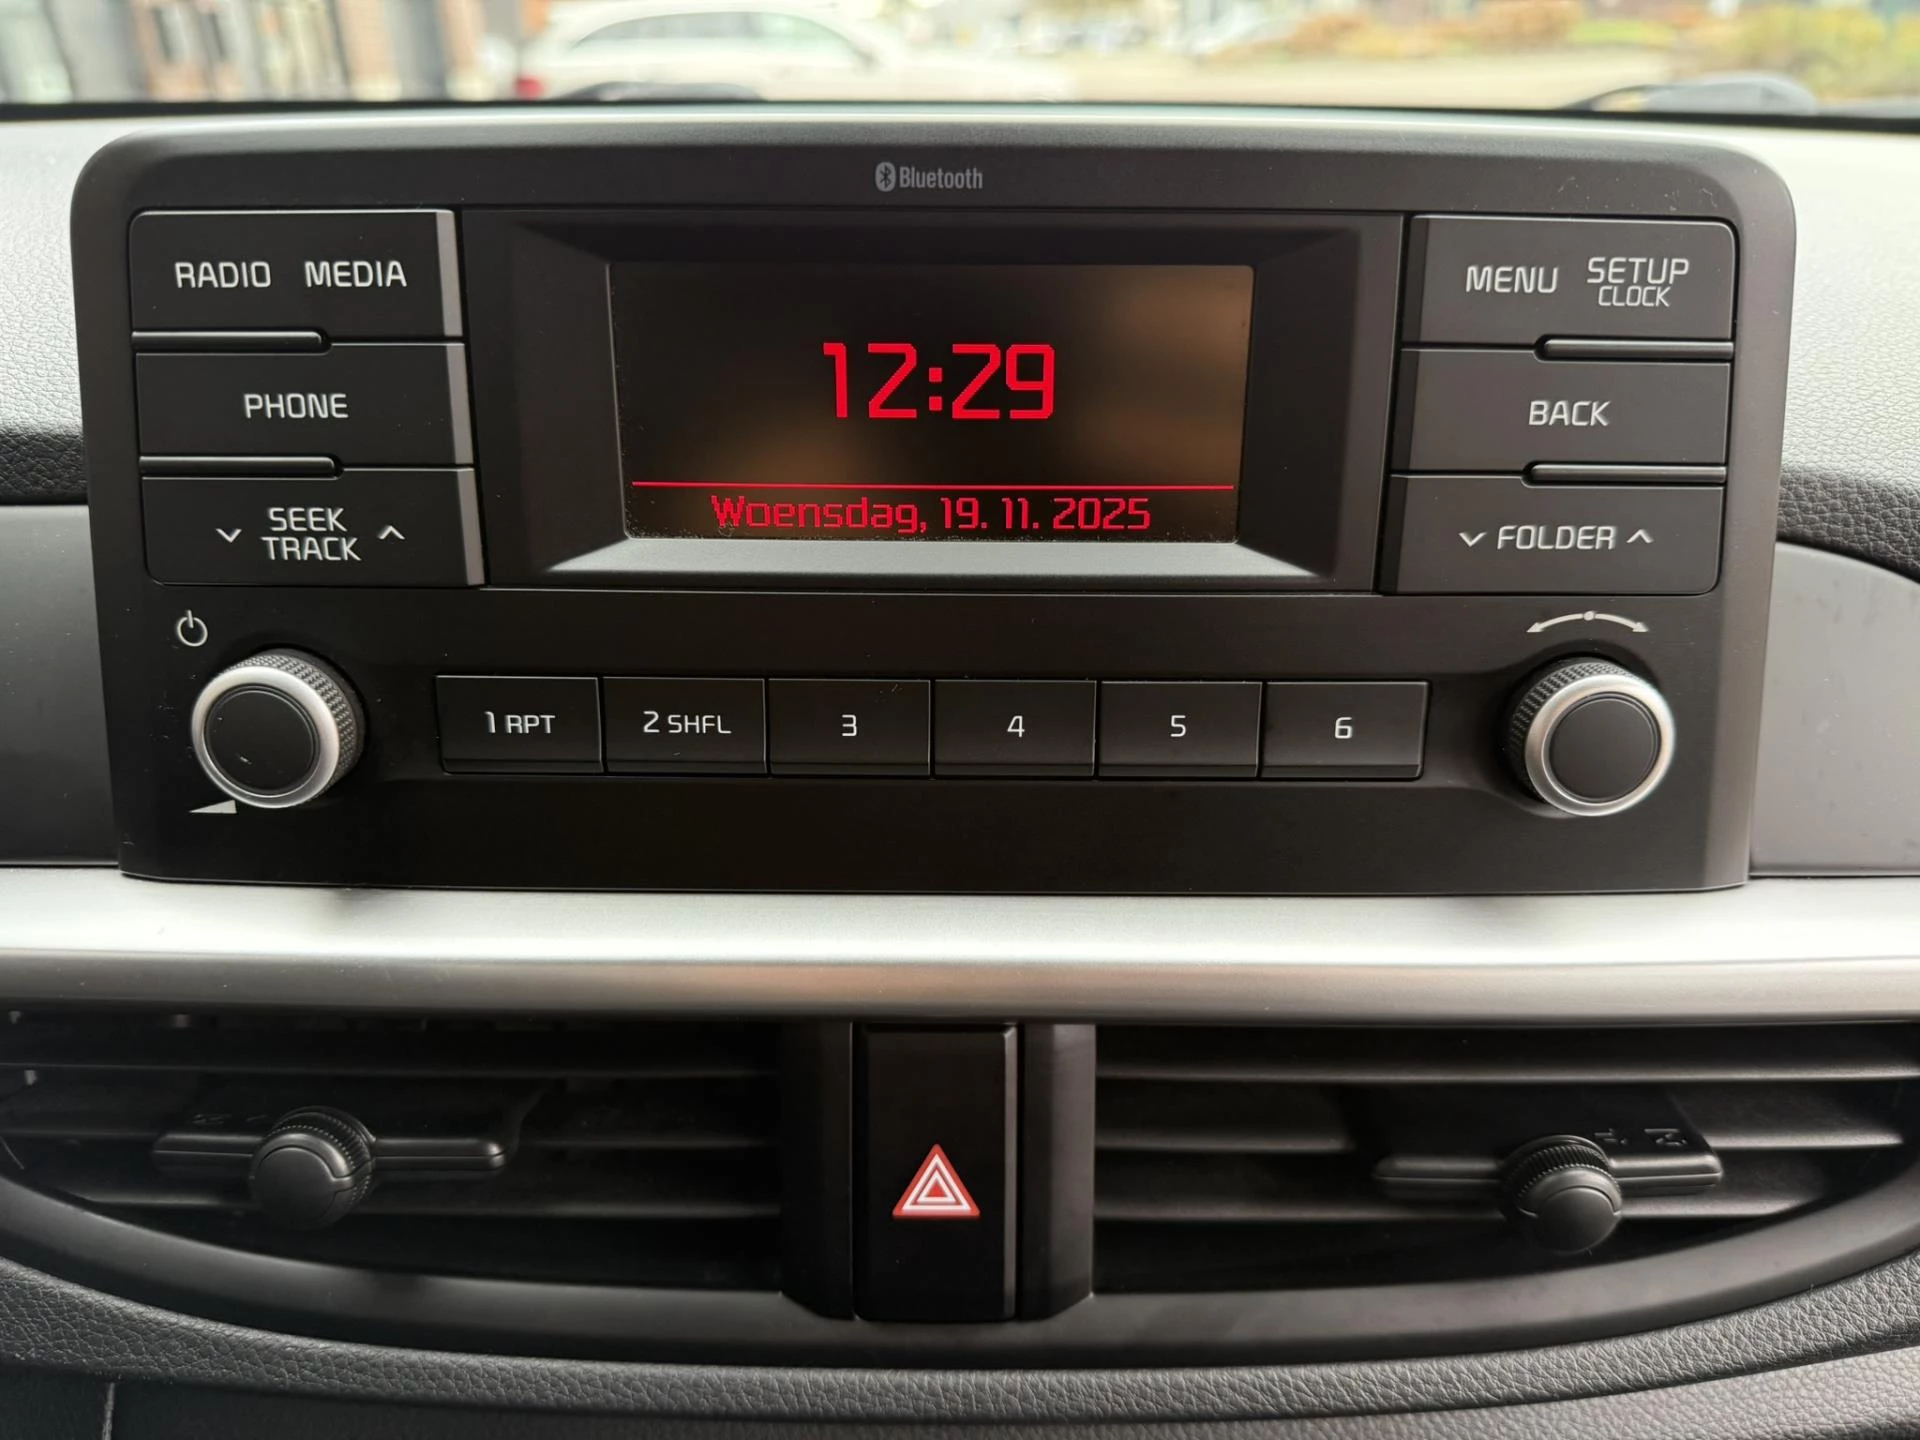 Bluetooth
RADIO MEDIA
MENU SETUP
CLOCK
12:29
PHONE
BACK
Woensdag, 19. 11. 2025
SEEK
TRACK
FOLDER
1 RPT
2 SHFL
3
4
5
6